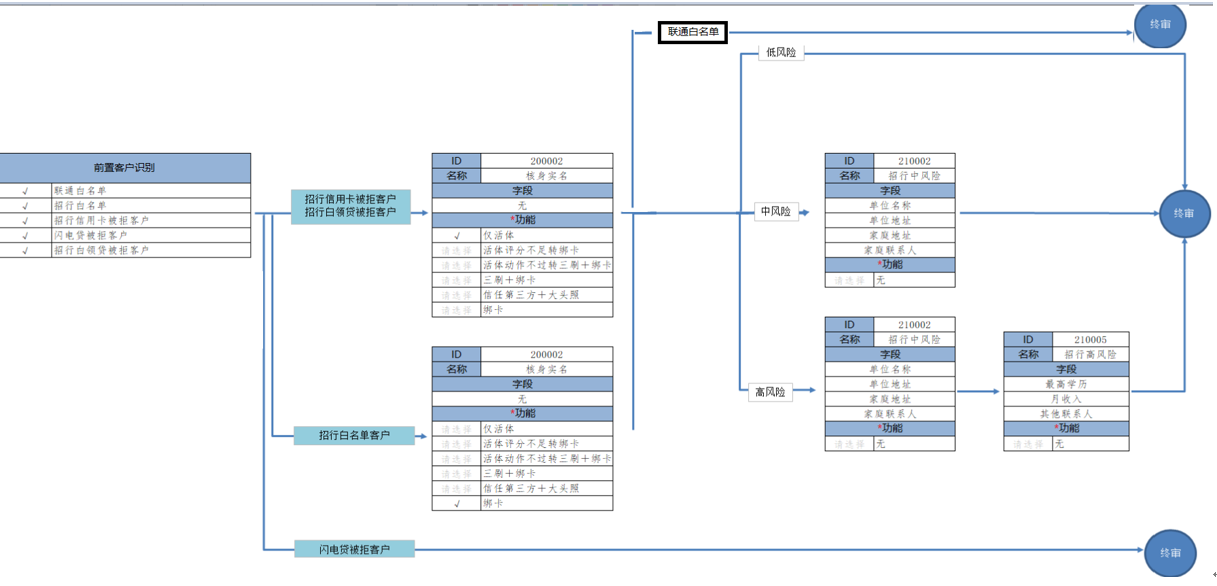 联通白名单
终审
低风险
前置客户识别
√ 联通白名单
√ 招行白名单
√ 招行信用卡被拒客户
√ 闪电贷被拒客户
√ 招行白领贷被拒客户
招行信用卡被拒客户
招行白领贷被拒客户
ID 200002
名称 核身实名
字段
无
*功能
√ 仅活体
请选择 活体评分不足转绑卡
请选择 活体动作不过转三刷+绑卡
请选择 三刷+绑卡
请选择 信任第三方+大头照
请选择 绑卡
中风险
ID 210002
名称 招行中风险
字段
单位名称
单位地址
家庭地址
家庭联系人
*功能
请选择 无
终审
招行白名单客户
ID 200002
名称 核身实名
字段
无
*功能
请选择 仅活体
请选择 活体评分不足转绑卡
请选择 活体动作不过转三刷+绑卡
请选择 三刷+绑卡
请选择 信任第三方+大头照
√ 绑卡
高风险
ID 210002
名称 招行中风险
字段
单位名称
单位地址
家庭地址
家庭联系人
*功能
请选择 无
ID 210005
名称 招行高风险
字段
最高学历
月收入
其他联系人
*功能
请选择 无
闪电贷被拒客户
终审